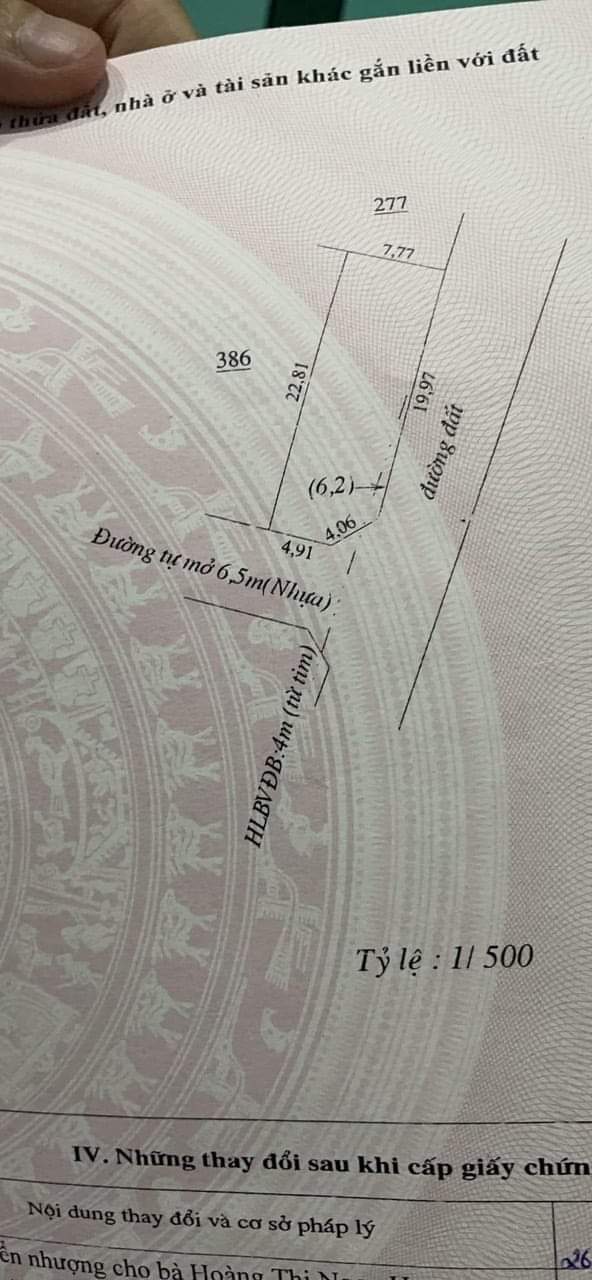 thửa đất, nhà ở và tài sản khác gắn liền với đất
277
7,77
386
22,81
19,97
đường đất
(6,2)
4,06
4,91
Đường tự mở 6,5m(Nhựa)
HLBVĐB:4m (từ tim)
Tỷ lệ : 1/ 500
IV. Những thay đổi sau khi cấp giấy chứn
Nội dung thay đổi và cơ sở pháp lý
nhượng cho bà Hoàng Thị
26